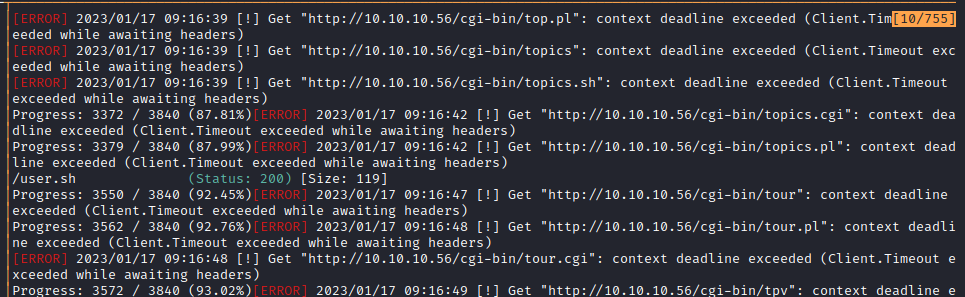 [ERROR] 2023/01/17 09:16:39 [!] Get "http://10.10.10.56/cgi-bin/top.pl": context deadline exceeded (Client.Tim[10/755]
eeded while awaiting headers)
[ERROR] 2023/01/17 09:16:39 [!] Get "http://10.10.10.56/cgi-bin/topics": context deadline exceeded (Client.Timeout exc
eeded while awaiting headers)
[ERROR] 2023/01/17 09:16:39 [!] Get "http://10.10.10.56/cgi-bin/topics.sh": context deadline exceeded (Client.Timeout
exceeded while awaiting headers)
Progress: 3372 / 3840 (87.81%)[ERROR] 2023/01/17 09:16:42 [!] Get "http://10.10.10.56/cgi-bin/topics.cgi": context dea
dline exceeded (Client.Timeout exceeded while awaiting headers)
Progress: 3379 / 3840 (87.99%)[ERROR] 2023/01/17 09:16:42 [!] Get "http://10.10.10.56/cgi-bin/topics.pl": context dead
line exceeded (Client.Timeout exceeded while awaiting headers)
/user.sh (Status: 200) [Size: 119]
Progress: 3550 / 3840 (92.45%)[ERROR] 2023/01/17 09:16:47 [!] Get "http://10.10.10.56/cgi-bin/tour": context deadline
exceeded (Client.Timeout exceeded while awaiting headers)
Progress: 3562 / 3840 (92.76%)[ERROR] 2023/01/17 09:16:48 [!] Get "http://10.10.10.56/cgi-bin/tour.pl": context deadli
ne exceeded (Client.Timeout exceeded while awaiting headers)
[ERROR] 2023/01/17 09:16:48 [!] Get "http://10.10.10.56/cgi-bin/tour.cgi": context deadline exceeded (Client.Timeout e
xceeded while awaiting headers)
Progress: 3572 / 3840 (93.02%)[ERROR] 2023/01/17 09:16:49 [!] Get "http://10.10.10.56/cgi-bin/tpv": context deadline e